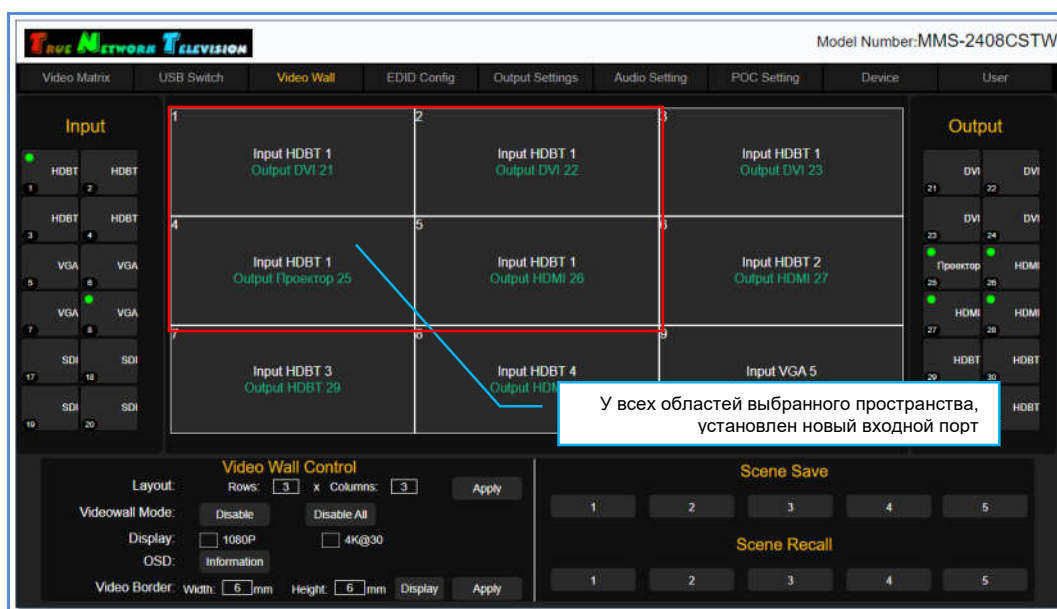 TRUE NETWORK TELEVISION
Model Number:MMS-2408CSTW
Video Matrix USB Switch Video Wall EDID Config Output Settings Audio Setting POC Setting Device User
Input
HDBT HDBT
1 2
HDBT HDBT
3 4
VGA VGA
5 6
VGA VGA
7 8
SDI SDI
17 18
SDI SDI
19 20
1 2 3
Input HDBT 1 Input HDBT 1 Input HDBT 1
Output DVI 21 Output DVI 22 Output DVI 23
4 5 6
Input HDBT 1 Input HDBT 1 Input HDBT 2
Output Проектор 25 Output HDMI 26 Output HDMI 27
7 8 9
Input HDBT 3 Input HDBT 4 Input VGA 5
Output HDBT 29 Output
У всех областей выбранного пространства,
установлен новый входной порт
Output
DVI DVI
21 22
DVI DVI
23 24
Проектор HDMI
25 26
HDMI HDMI
27 28
HDBT HDBT
29 30
HDBT
Video Wall Control
Layout: Rows: 3 x Columns: 3 Apply
Videowall Mode: Disable Disable All
Display: 1080P 4K@30
OSD: Information
Video Border: Width: 6 mm Height: 6 mm Display Apply
Scene Save
1 2 3 4 5
Scene Recall
1 2 3 4 5